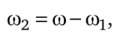 ω₂ = ω − ω₁,